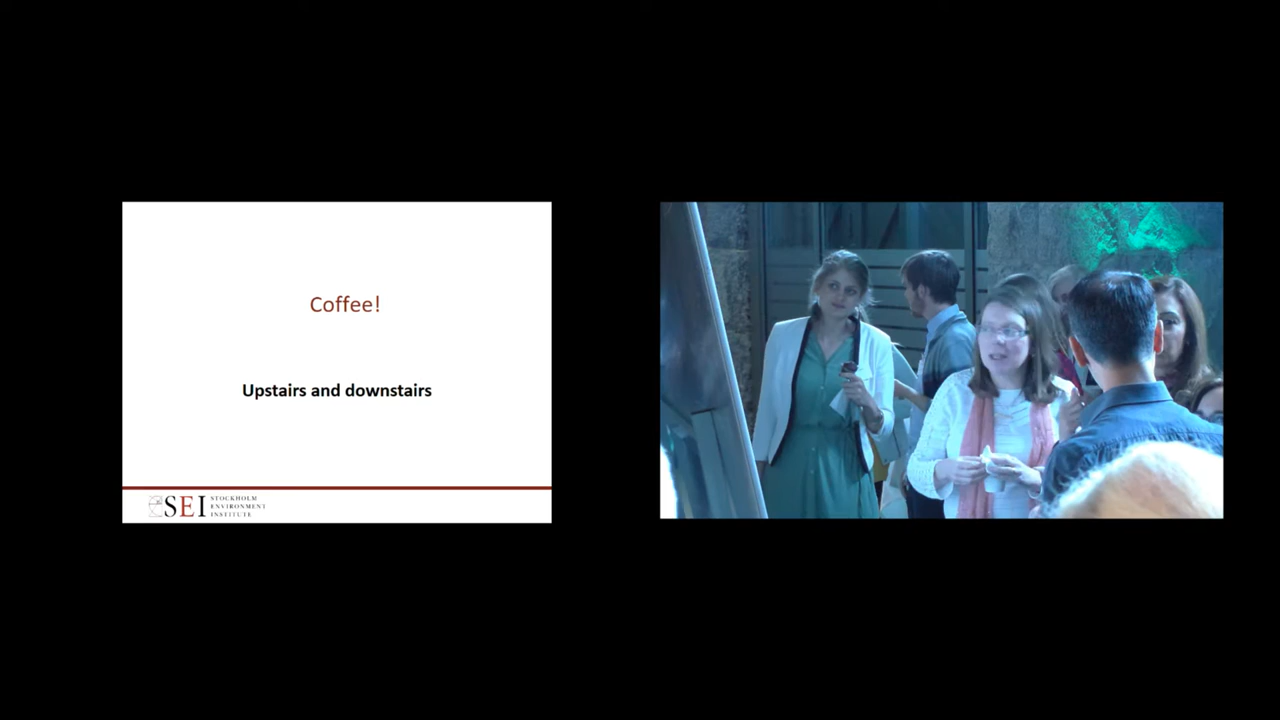 Coffee!
Upstairs and downstairs
SEI
STOCKHOLM
ENVIRONMENT
INSTITUTE